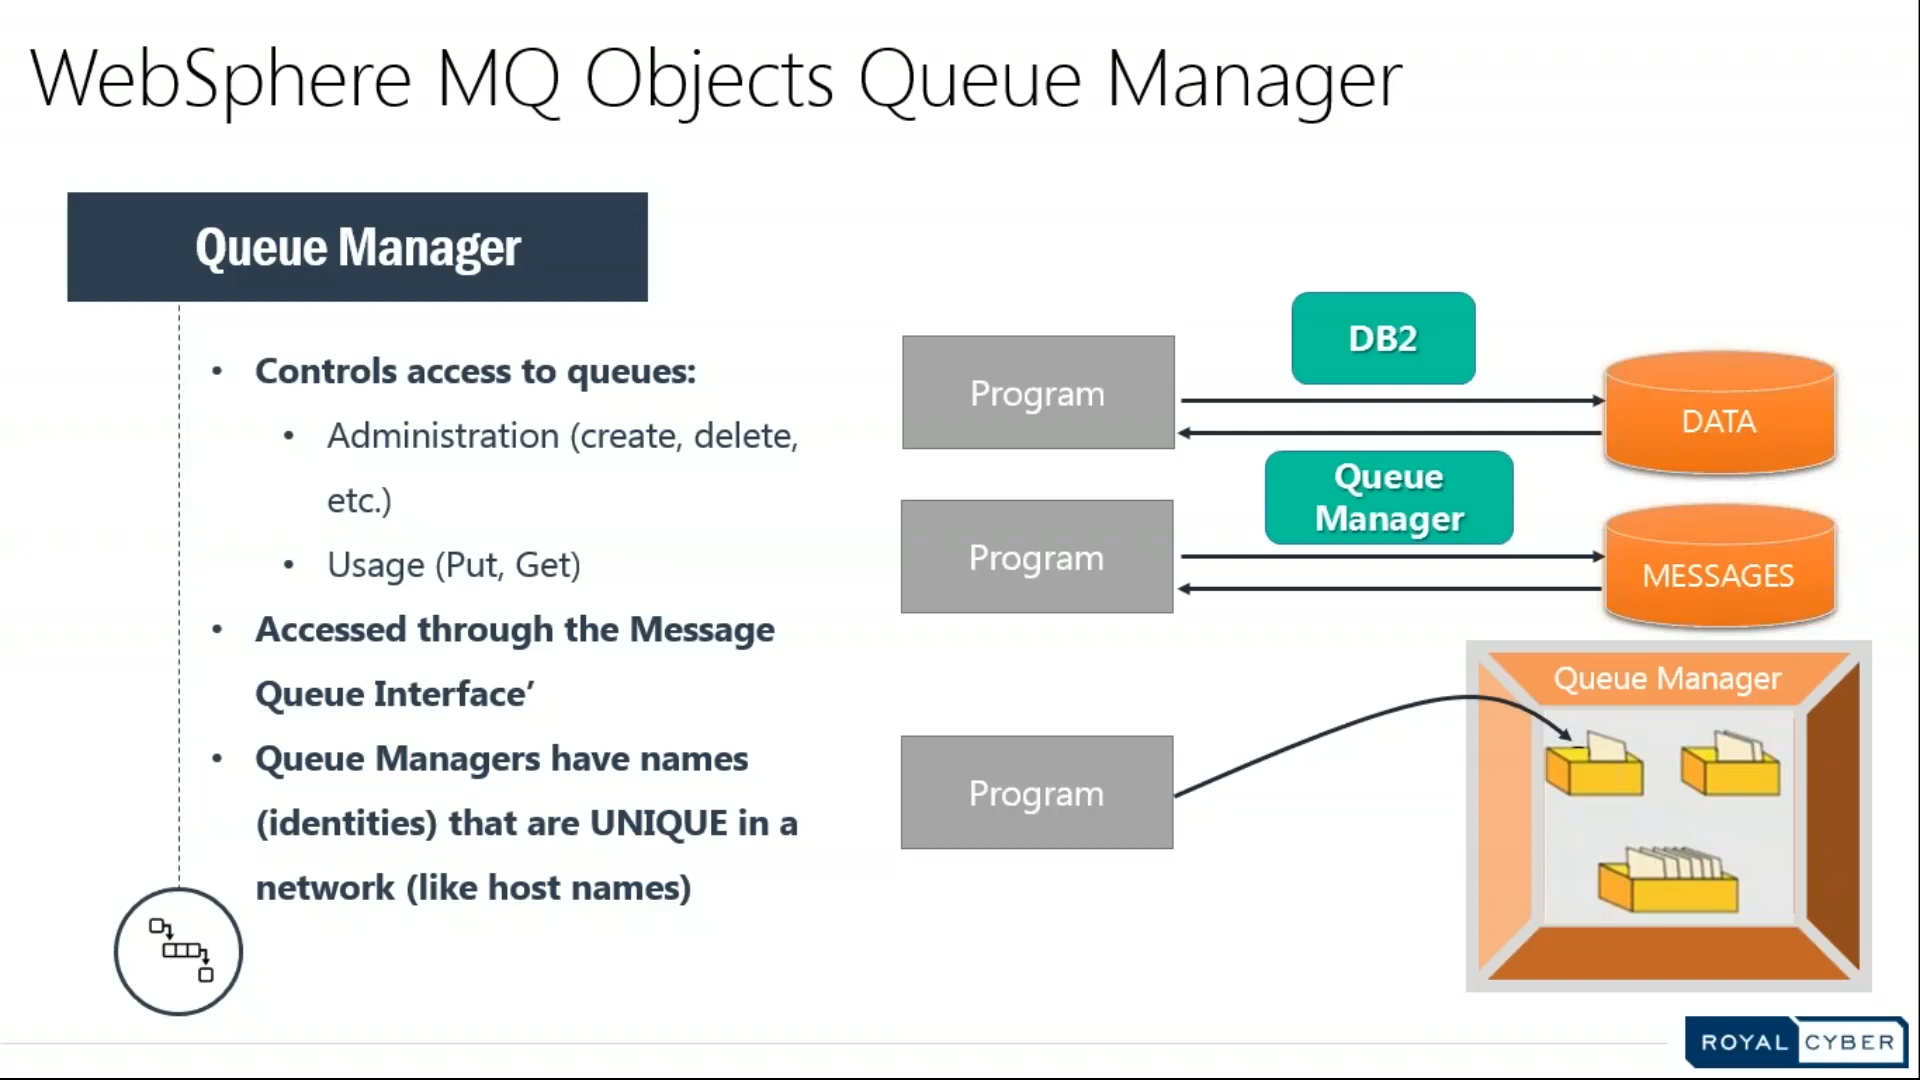 WebSphere MQ Objects Queue Manager
Queue Manager
• Controls access to queues:
• Administration (create, delete,
etc.)
• Usage (Put, Get)
• Accessed through the Message
Queue Interface’
• Queue Managers have names
(identities) that are UNIQUE in a
network (like host names)
Program
DB2
DATA
Program
Queue
Manager
MESSAGES
Program
Queue Manager
ROYAL CYBER